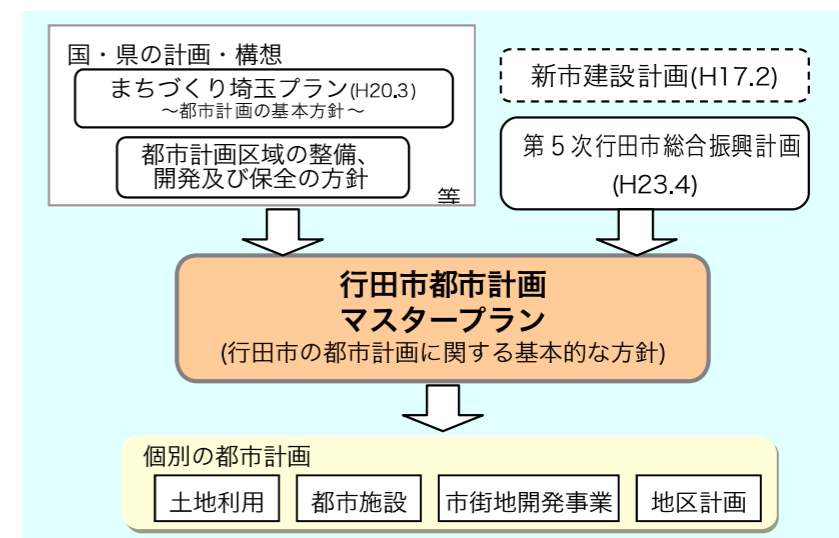 国・県の計画・構想
まちづくり埼玉プラン(H20.3)
～都市計画の基本方針～
都市計画区域の整備、
開発及び保全の方針
等
新市建設計画(H17.2)
第５次行田市総合振興計画
(H23.4)
行田市都市計画
マスタープラン
(行田市の都市計画に関する基本的な方針)
個別の都市計画
土地利用
都市施設
市街地開発事業
地区計画